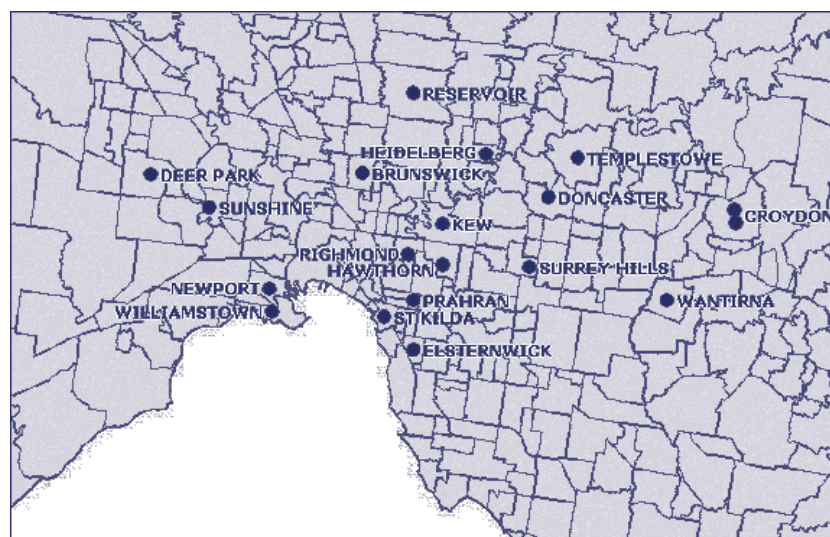 RESERVOIR
HEIDELBERG
TEMPLESTOWE
DEER PARK
BRUNSWICK
DONCASTER
SUNSHINE
CROYDON
KEW
RICHMOND
HAWTHORN
SURREY HILLS
NEWPORT
PRAHRAN
WANTIRNA
WILLIAMSTOWN
ST KILDA
ELSTERNWICK